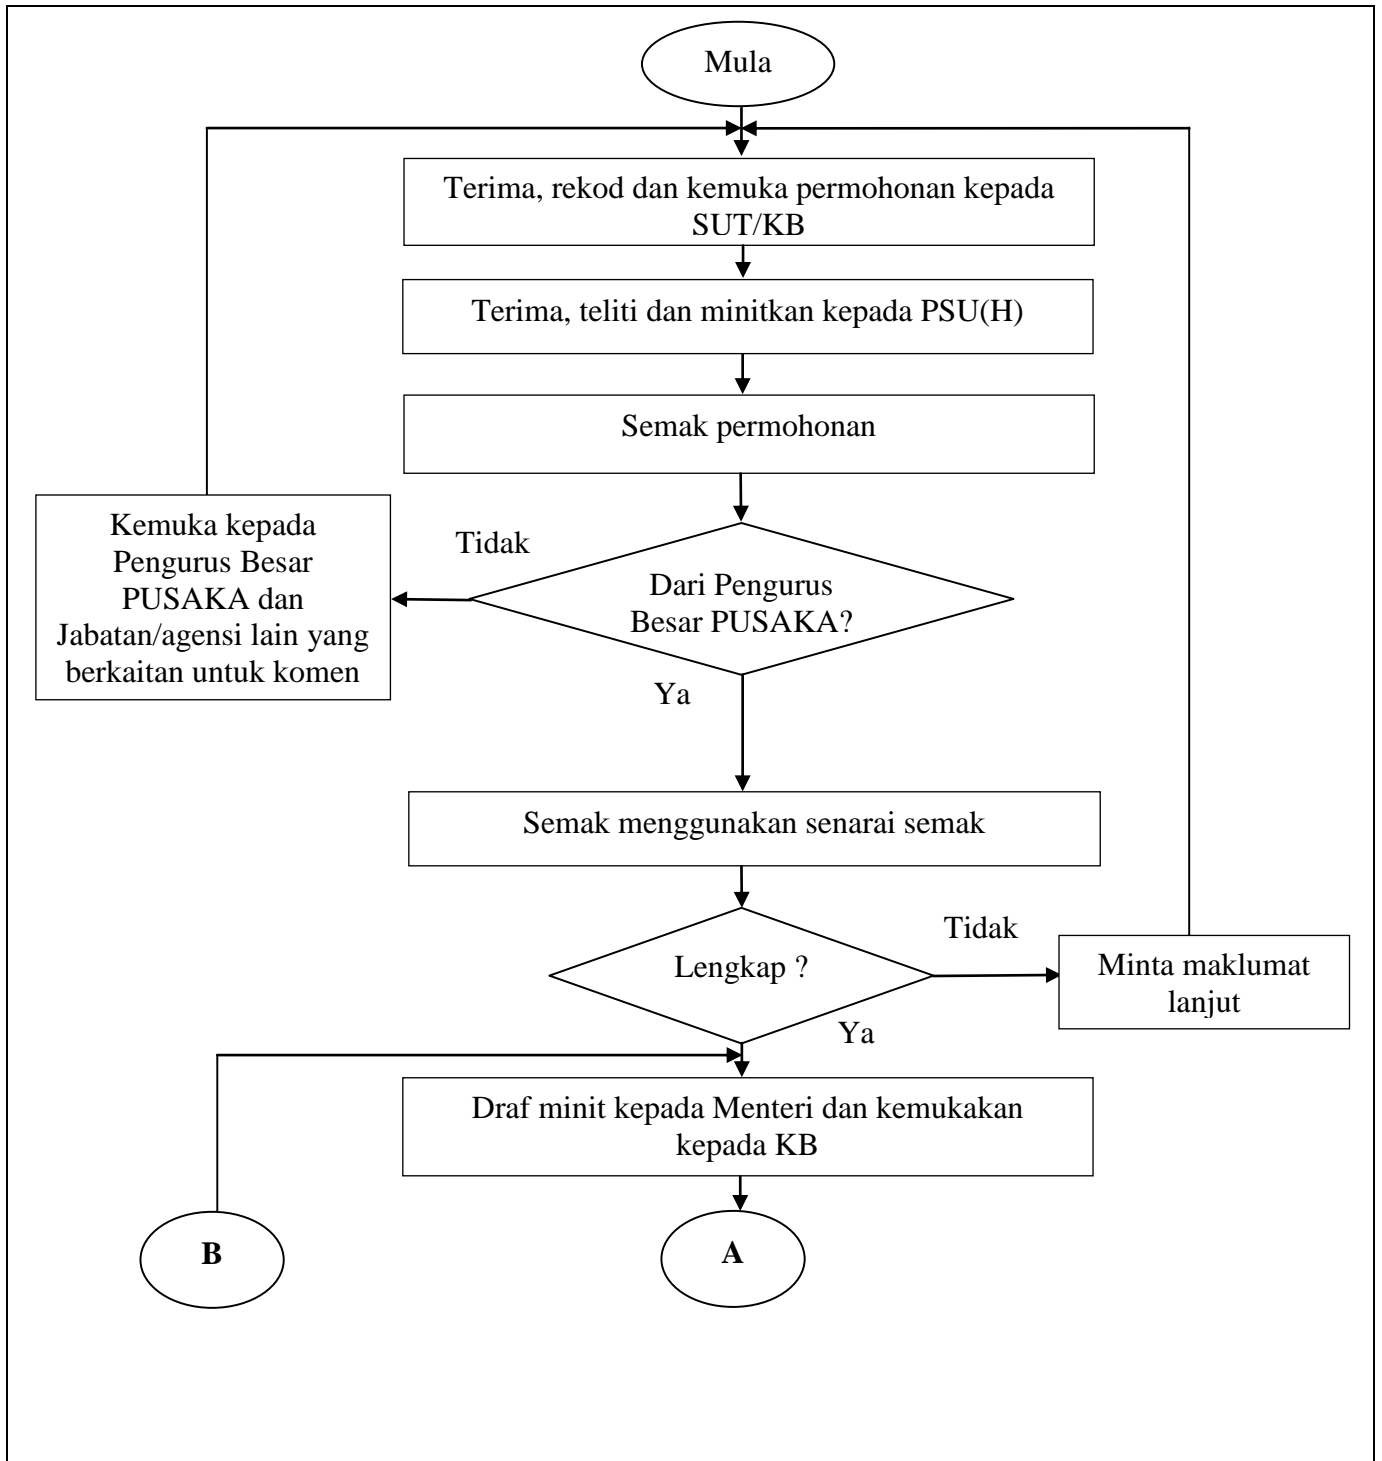 Mula
Terima, rekod dan kemuka permohonan kepada
SUT/KB
Terima, teliti dan minitkan kepada PSU(H)
Semak permohonan
Kemuka kepada
Pengurus Besar
PUSAKA dan
Jabatan/agensi lain yang
berkaitan untuk komen
Tidak
Dari Pengurus
Besar PUSAKA?
Ya
Semak menggunakan senarai semak
Lengkap ?
Tidak
Minta maklumat
lanjut
Ya
Draf minit kepada Menteri dan kemukakan
kepada KB
B
A